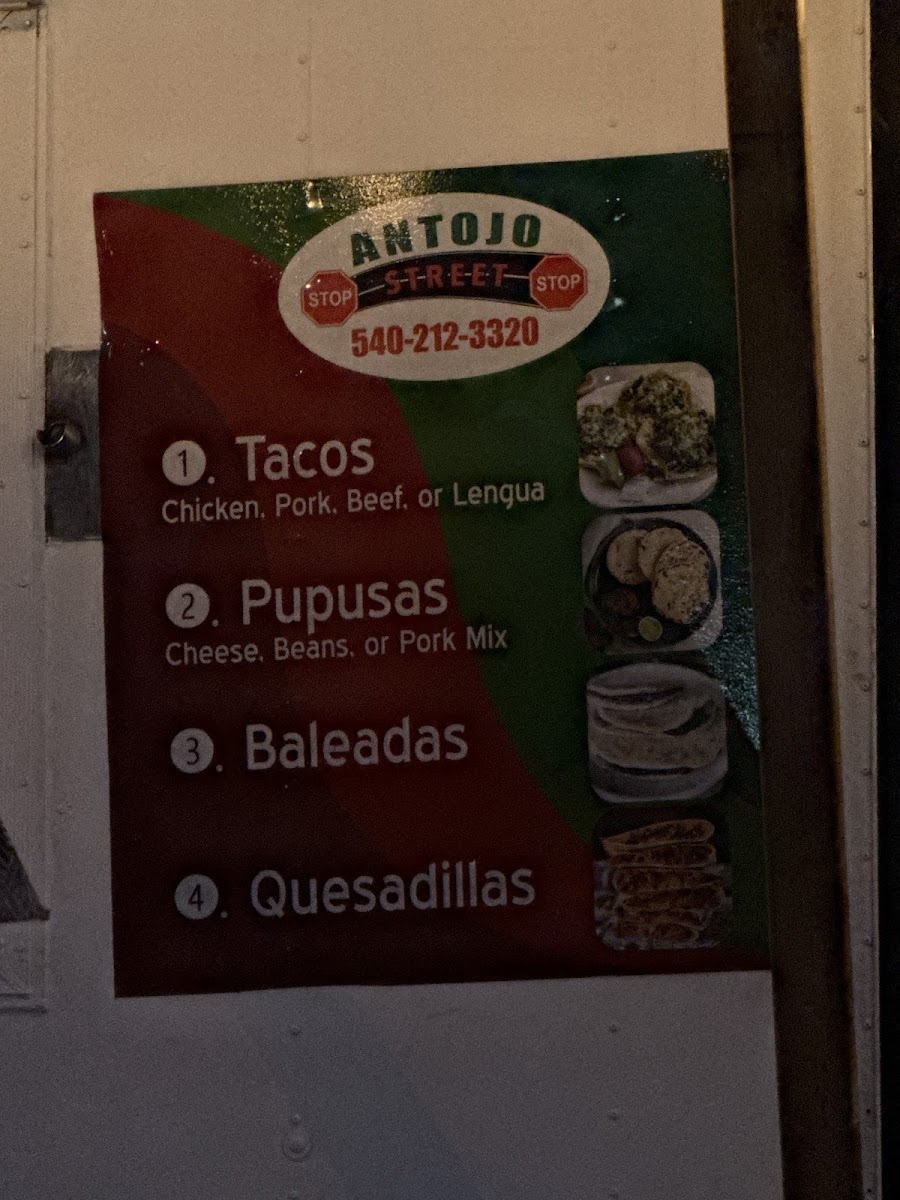 ANTOJO
STOP STREET STOP
540-212-3320
1. Tacos
Chicken, Pork, Beef, or Lengua
2. Pupusas
Cheese, Beans, or Pork Mix
3. Baleadas
4. Quesadillas